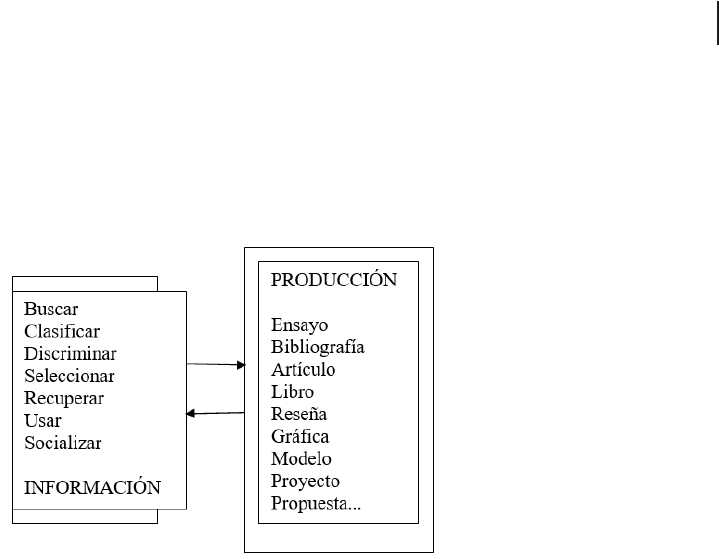 Buscar
Clasificar
Discriminar
Seleccionar
Recuperar
Usar
Socializar
INFORMACIÓN
PRODUCCIÓN
Ensayo
Bibliografía
Artículo
Libro
Reseña
Gráfica
Modelo
Proyecto
Propuesta...